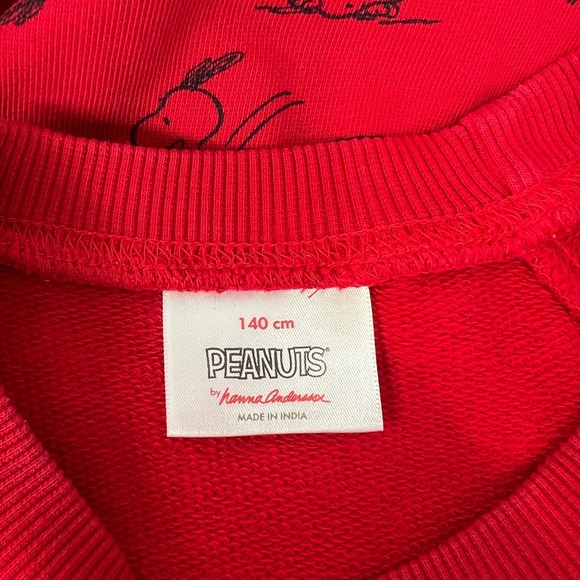 140 cm
PEANUTS®
by hanna andersson
MADE IN INDIA